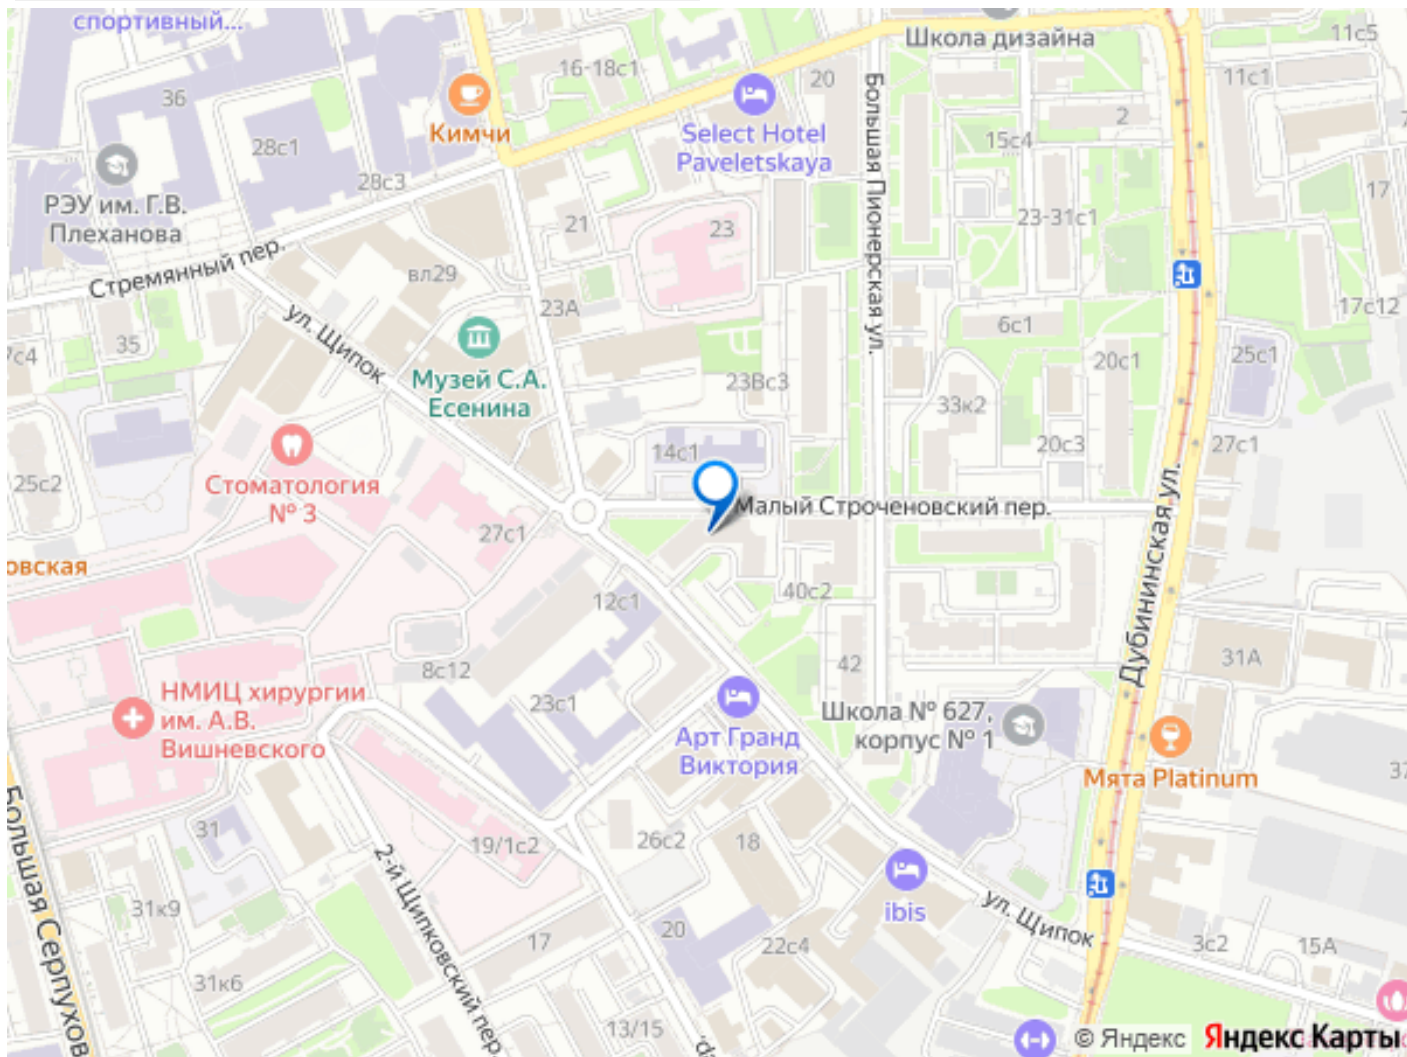 спортивный...
Школа дизайна
11с5
16-18с1
20
11с1
36
Кимчи
Select Hotel
Paveletskaya
2
15с4
28с1
28с3
РЭУ им. Г.В.
Плеханова
Большая Пионерская ул.
17
21
23
23-31с1
Стремянный пер.
вл29
23А
17с12
ул. Щипок
6с1
35
7с4
Музей С.А.
Есенина
23Вс3
20с1
25с1
33к2
14с1
20с3
27с1
Стоматология
№ 3
25с2
Малый Строченовский пер.
27с1
Дубининская ул.
овская
40с2
12с1
42
31А
8с12
НМИЦ хирургии
им. А.В.
Вишневского
23с1
Школа № 627,
корпус № 1
Арт Гранд
Виктория
Мята Platinum
37
Большая Серпухов
31
19/1с2
26с2
18
2-й Щипковский пер.
ibis
31к9
ул. Щипок
20
22с4
17
3с2
15А
31к6
13/15
© Яндекс Яндекс Карты